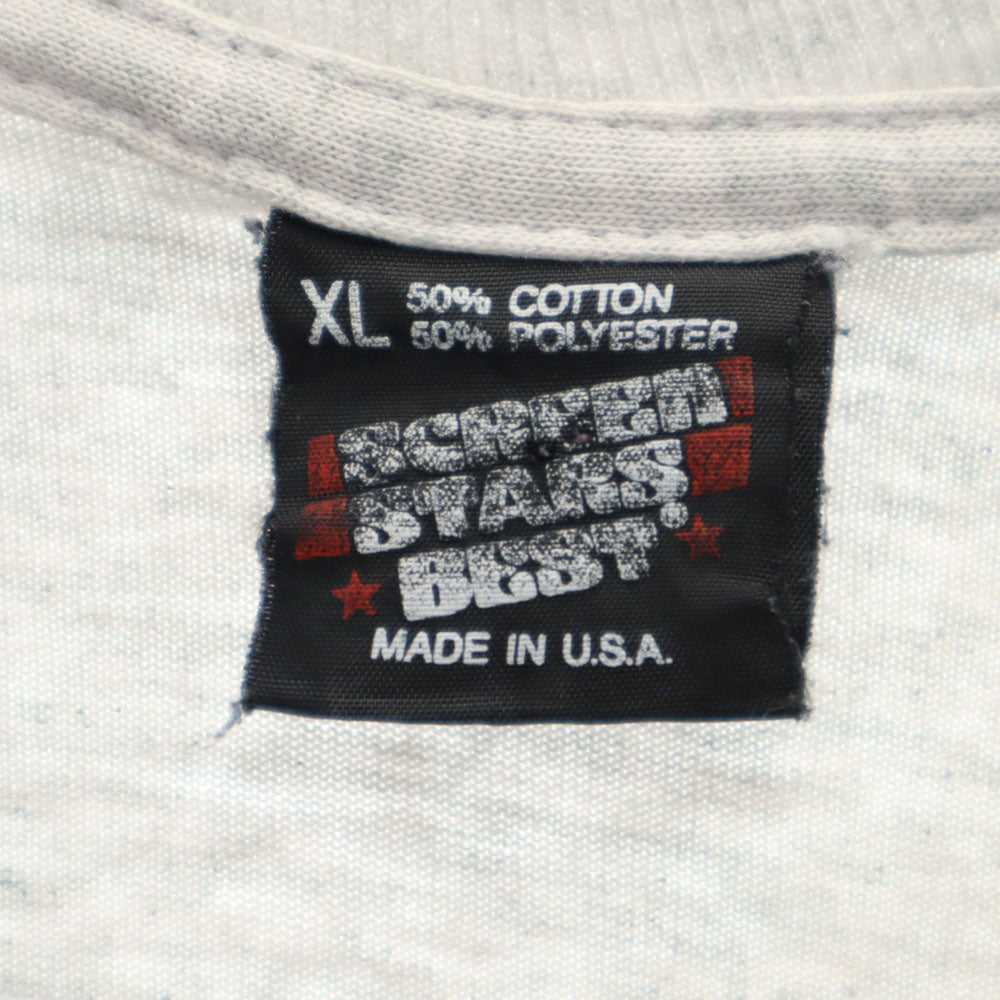 XL 50% COTTON
50% POLYESTER
SCREEN
STARS®
BEST
MADE IN U.S.A.